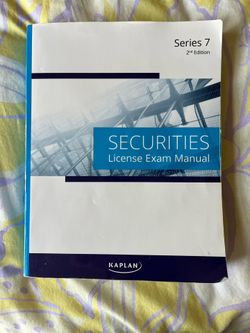 Series 7
2nd Edition
SECURITIES
License Exam Manual
KAPLAN